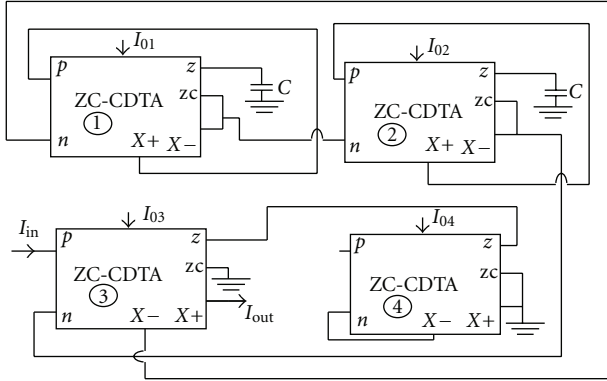 I01
p
z
C
ZC-CDTA
zc
1
n
X+
X−
I02
p
z
C
ZC-CDTA
zc
2
n
X+
X−
Iin
I03
p
z
ZC-CDTA
zc
3
n
X−
X+
Iout
I04
p
z
ZC-CDTA
zc
4
n
X−
X+